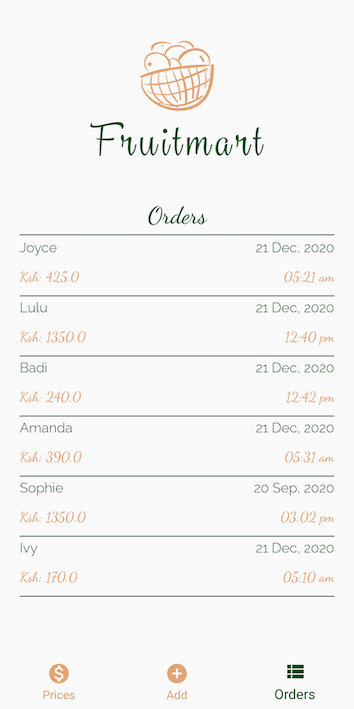 Fruitmart
Orders
Joyce 21 Dec, 2020
Ksh: 425.0 05:21 am
Lulu 21 Dec, 2020
Ksh: 1350.0 12:40 pm
Badi 21 Dec, 2020
Ksh: 240.0 12:42 pm
Amanda 21 Dec, 2020
Ksh: 390.0 05:31 am
Sophie 20 Sep, 2020
Ksh: 1350.0 03:02 pm
Ivy 21 Dec, 2020
Ksh: 170.0 05:10 am
Prices Add Orders